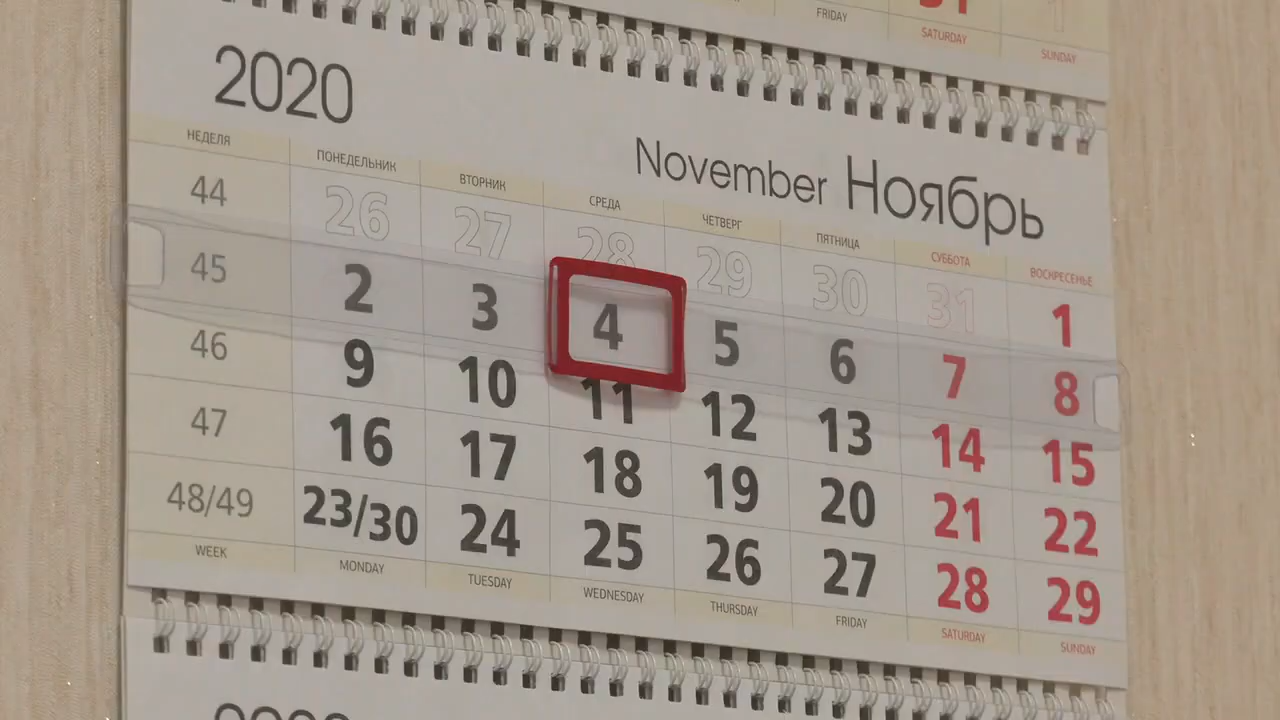 31 1
FRIDAY SATURDAY SUNDAY
2020
November Ноябрь
НЕДЕЛЯ ПОНЕДЕЛЬНИК ВТОРНИК СРЕДА ЧЕТВЕРГ ПЯТНИЦА СУББОТА ВОСКРЕСЕНЬЕ
44 26 27 28 29 30 31 1
45 2 3 4 5 6 7 8
46 9 10 11 12 13 14 15
47 16 17 18 19 20 21 22
48/49 23/30 24 25 26 27 28 29
WEEK MONDAY TUESDAY WEDNESDAY THURSDAY FRIDAY SATURDAY SUNDAY